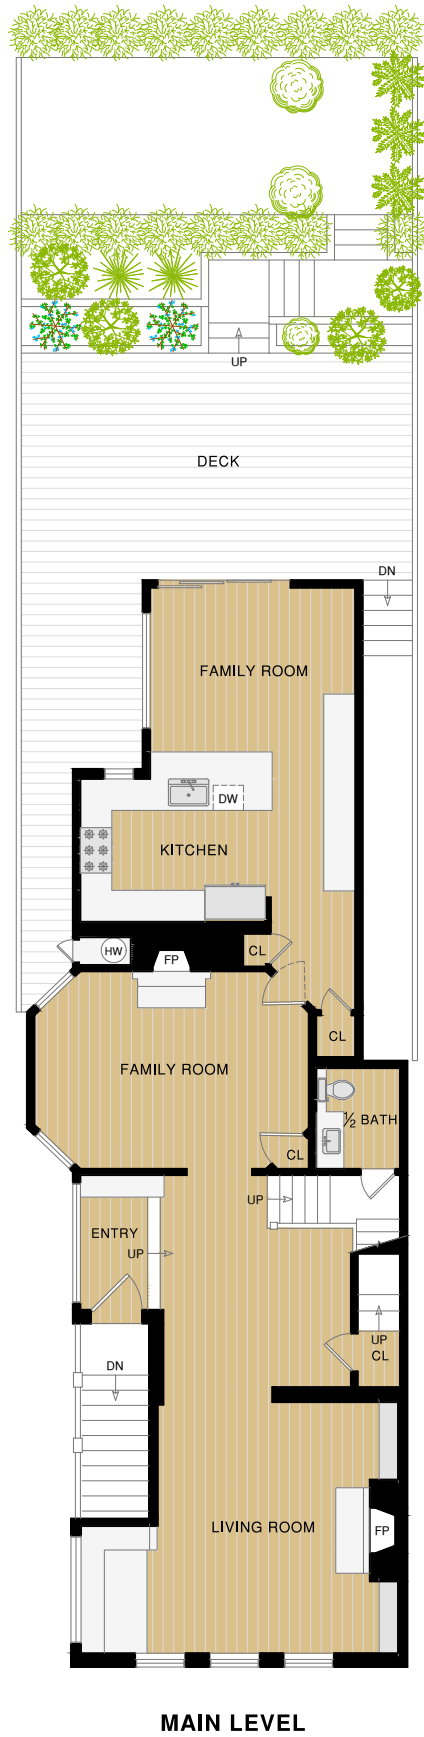 UP
DECK
DN
FAMILY ROOM
DW
KITCHEN
HW
FP
CL
CL
FAMILY ROOM
½ BATH
CL
UP
ENTRY
UP
UP
CL
DN
LIVING ROOM
FP
MAIN LEVEL